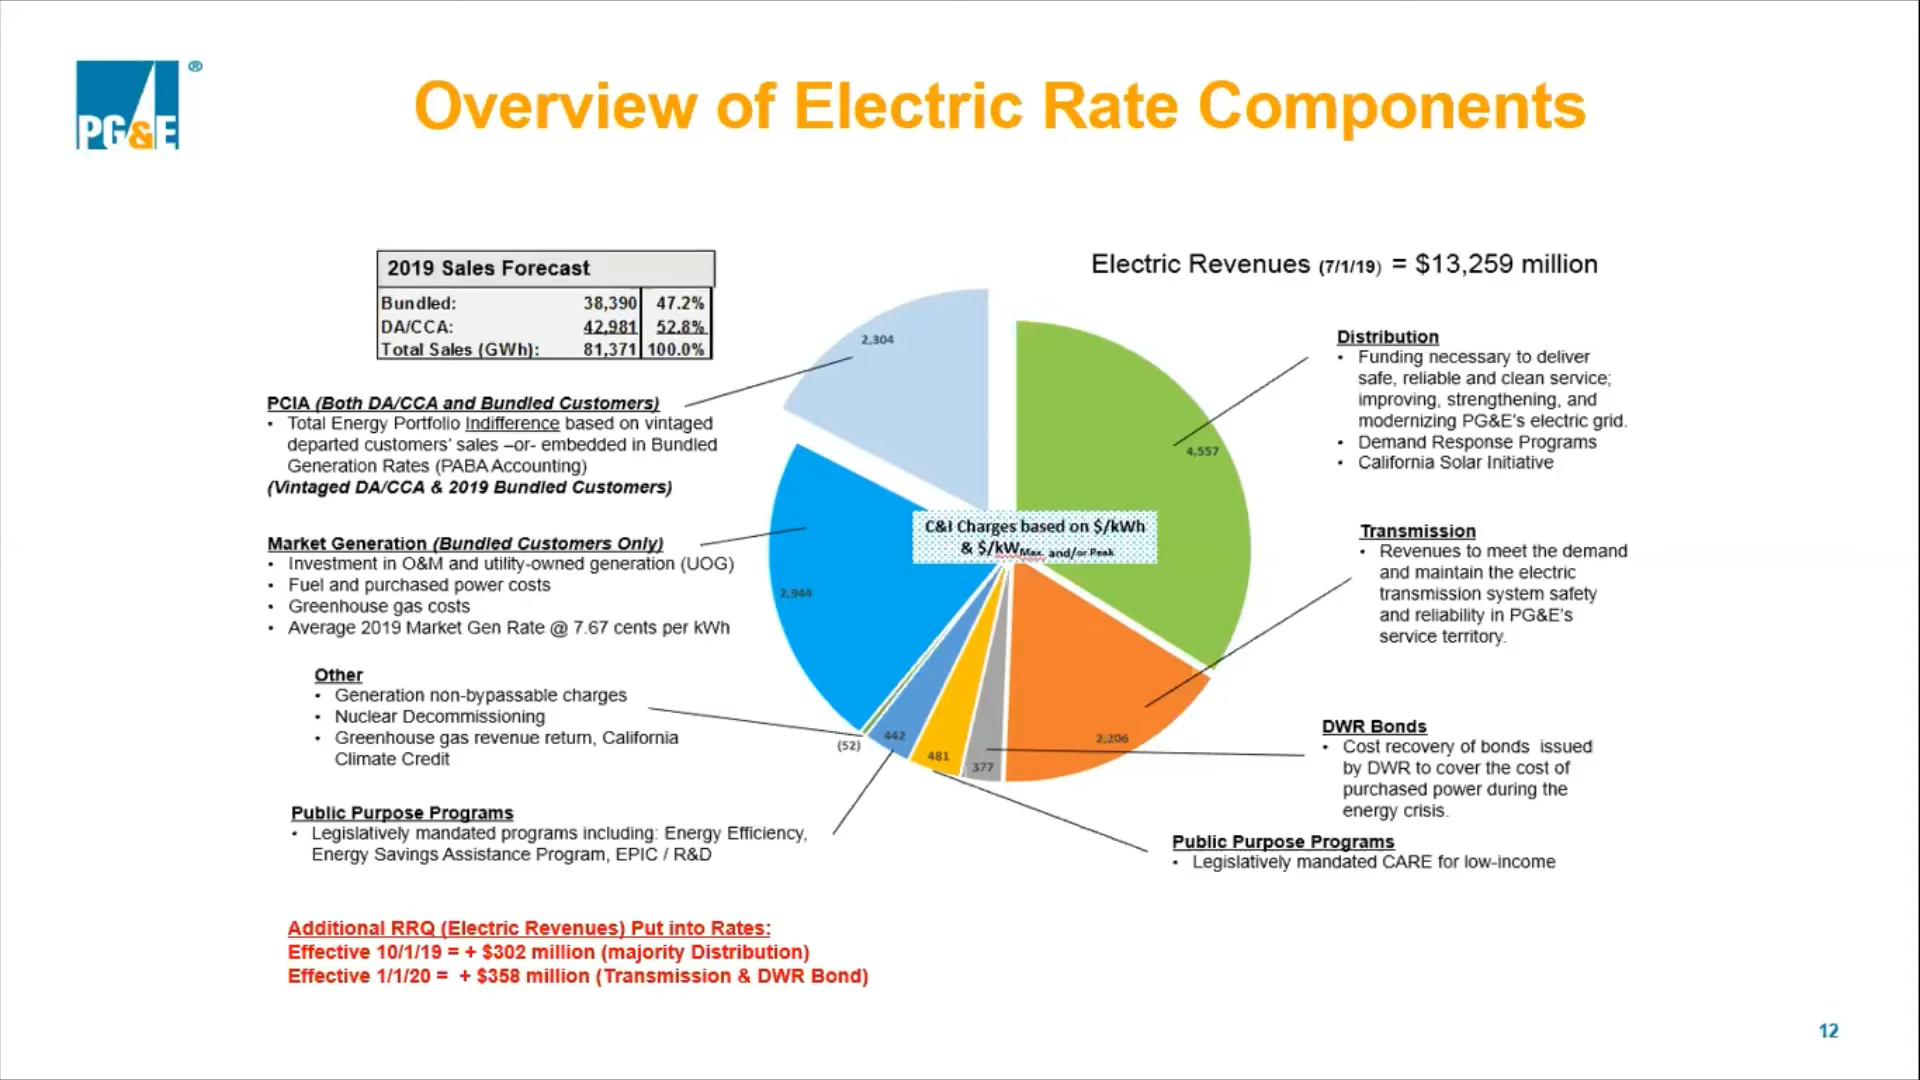 PG&E ®
Overview of Electric Rate Components
2019 Sales Forecast
Bundled: 38,390 47.2%
DA/CCA: 42,981 52.8%
Total Sales (GWh): 81,371 100.0%
Electric Revenues (7/1/19) = $13,259 million
PCIA (Both DA/CCA and Bundled Customers)
• Total Energy Portfolio Indifference based on vintaged
departed customers' sales –or- embedded in Bundled
Generation Rates (PABA Accounting)
(Vintaged DA/CCA & 2019 Bundled Customers)
Market Generation (Bundled Customers Only)
• Investment in O&M and utility-owned generation (UOG)
• Fuel and purchased power costs
• Greenhouse gas costs
• Average 2019 Market Gen Rate @ 7.67 cents per kWh
Other
• Generation non-bypassable charges
• Nuclear Decommissioning
• Greenhouse gas revenue return, California
Climate Credit
Public Purpose Programs
• Legislatively mandated programs including: Energy Efficiency,
Energy Savings Assistance Program, EPIC / R&D
2,304
4,557
C&I Charges based on $/kWh
& $/kW Max. and/or Peak
2,944
2,206
(52)
442
481
377
Distribution
• Funding necessary to deliver
safe, reliable and clean service;
improving, strengthening, and
modernizing PG&E's electric grid.
• Demand Response Programs
• California Solar Initiative
Transmission
• Revenues to meet the demand
and maintain the electric
transmission system safety
and reliability in PG&E's
service territory.
DWR Bonds
• Cost recovery of bonds issued
by DWR to cover the cost of
purchased power during the
energy crisis.
Public Purpose Programs
• Legislatively mandated CARE for low-income
Additional RRQ (Electric Revenues) Put into Rates:
Effective 10/1/19 = + $302 million (majority Distribution)
Effective 1/1/20 = + $358 million (Transmission & DWR Bond)
12